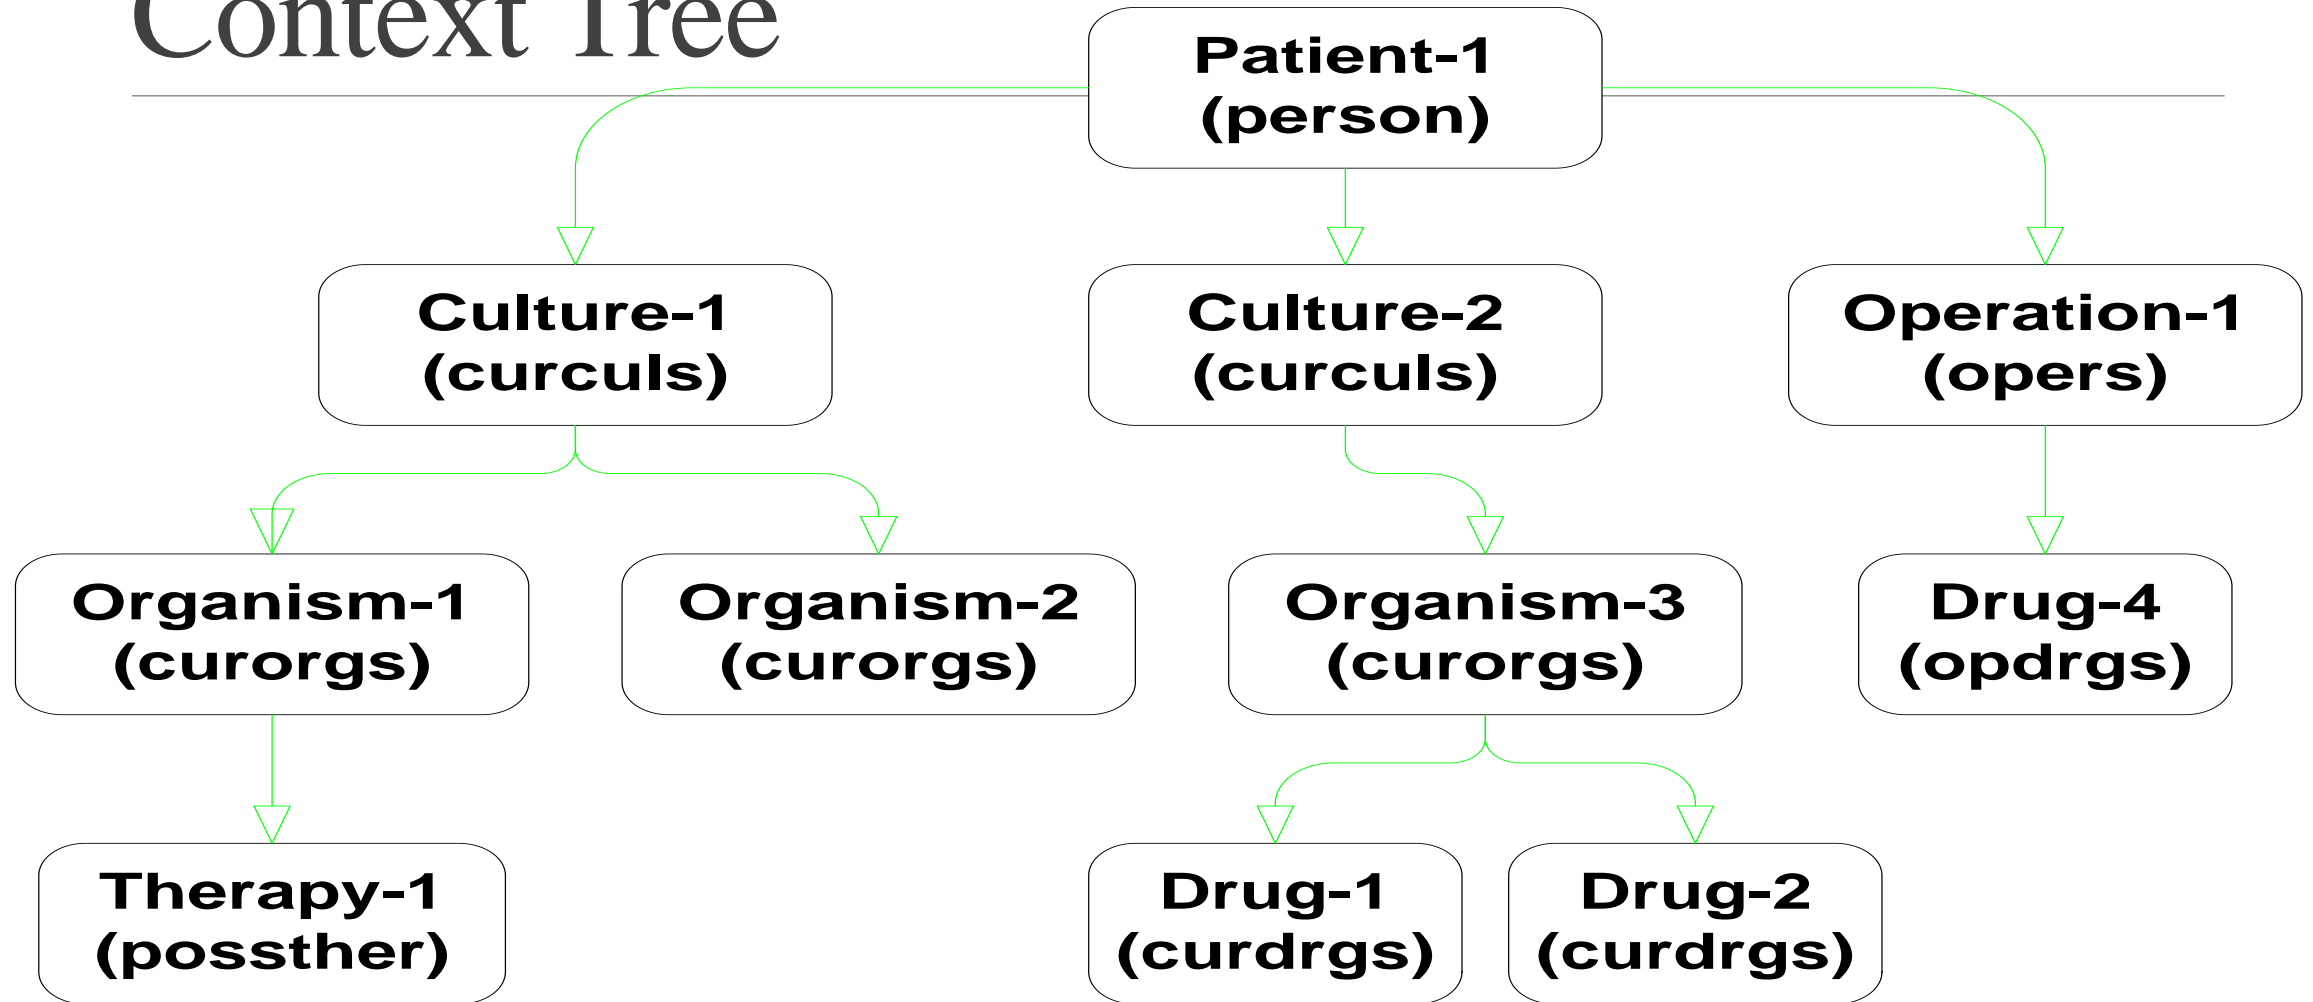 Context Tree
Patient-1
(person)
Culture-1
(curculs)
Culture-2
(curculs)
Operation-1
(opers)
Organism-1
(curorgs)
Organism-2
(curorgs)
Organism-3
(curorgs)
Drug-4
(opdrgs)
Therapy-1
(possther)
Drug-1
(curdrgs)
Drug-2
(curdrgs)